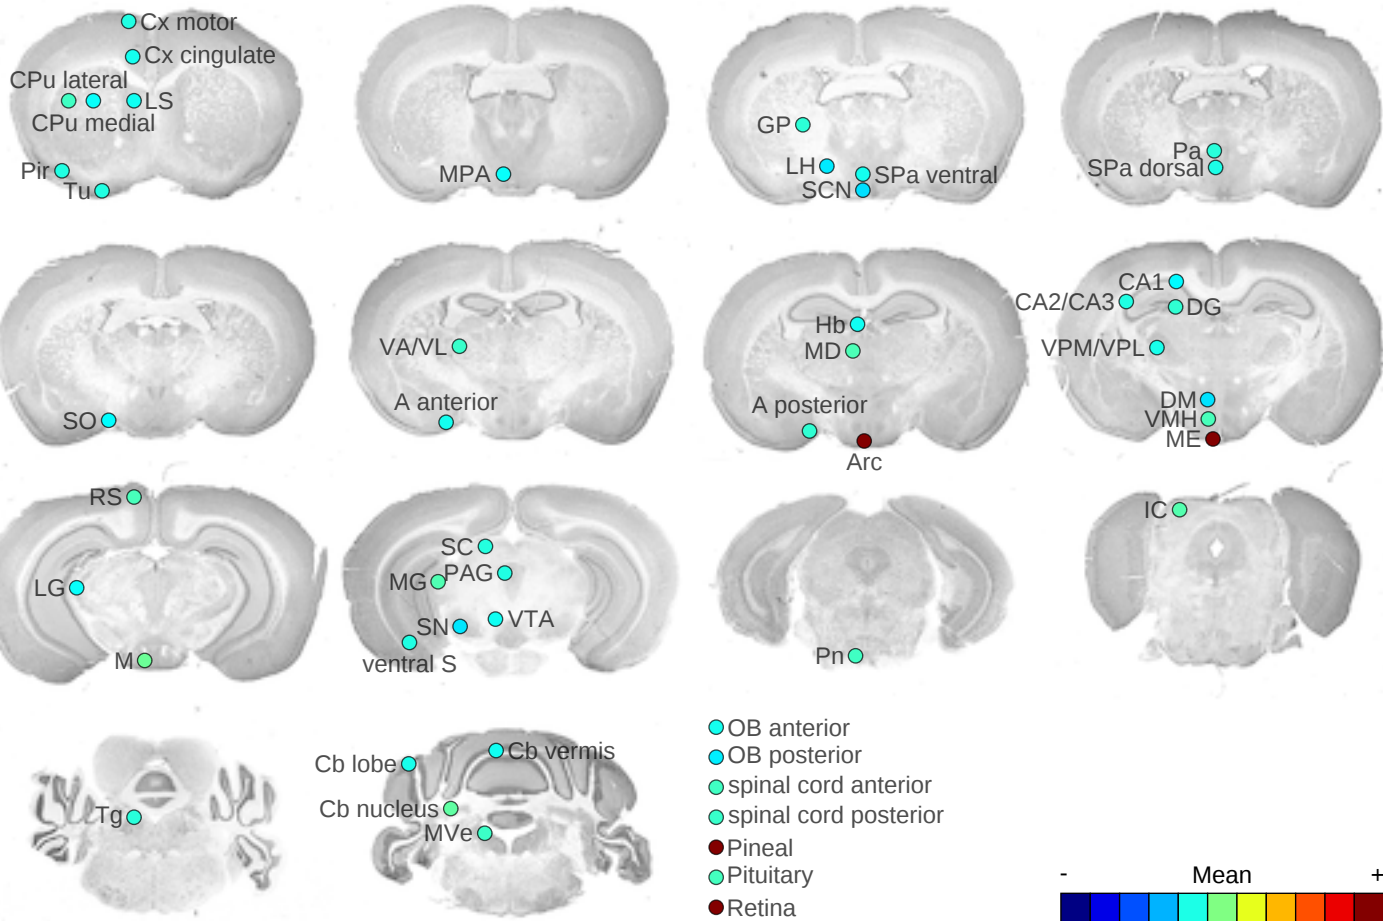 Cx motor
Cx cingulate
CPu lateral
LS
CPu medial
Pir
Tu
MPA
GP
LH
SPa ventral
SCN
Pa
SPa dorsal
SO
VA/VL
A anterior
Hb
MD
A posterior
Arc
CA1
CA2/CA3
DG
VPM/VPL
DM
VMH
ME
RS
LG
M
SC
MG
PAG
SN
VTA
ventral S
Pn
IC
Tg
Cb lobe
Cb vermis
Cb nucleus
MVe
OB anterior
OB posterior
spinal cord anterior
spinal cord posterior
Pineal
Pituitary
Retina
- Mean +